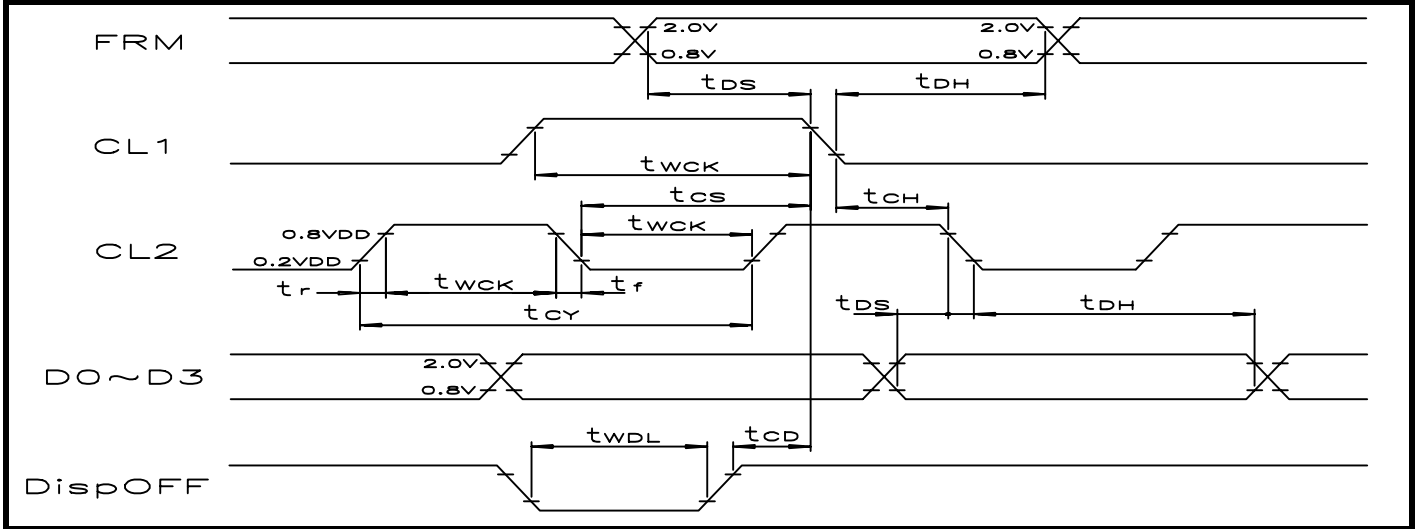 FRM
2.0V 2.0V
0.8V 0.8V
tDS tDH
CL1
tWCK
tCS tCH
tWCK
0.8VDD
CL2
0.2VDD
tr tWCK tf
tDS tDH
tCY
2.0V
D0~D3
0.8V
tWDL tCD
DispOFF